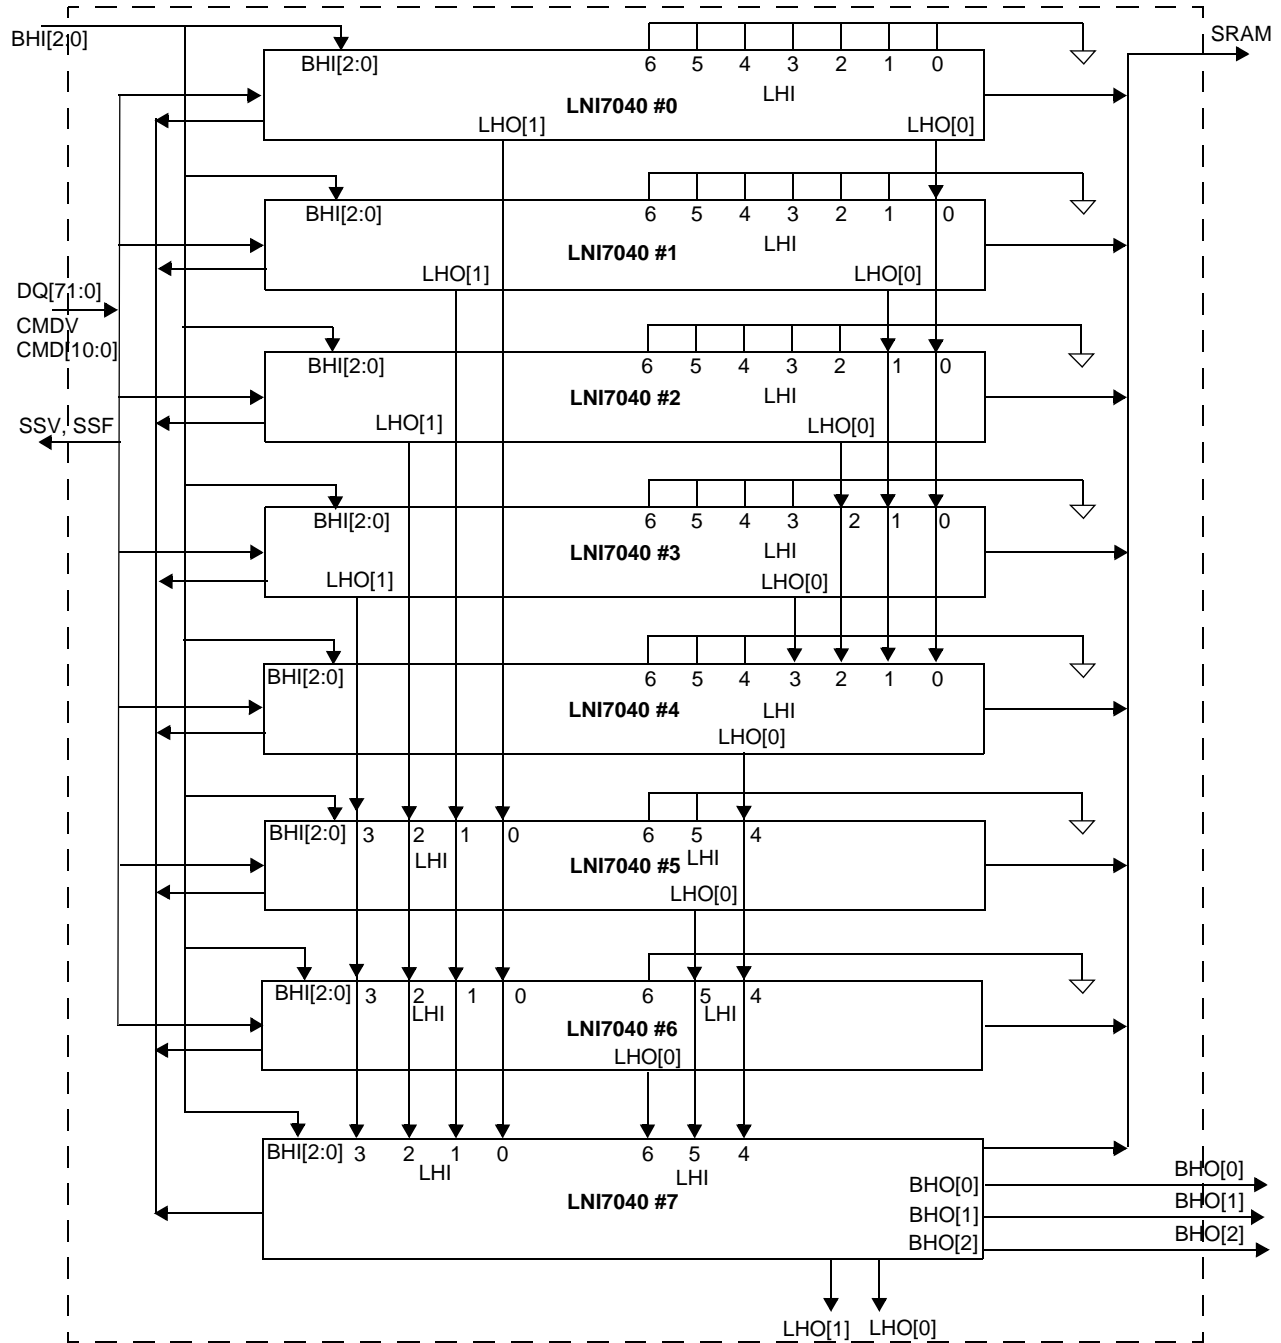 BHI[2:0]
SRAM
BHI[2:0] 6 5 4 3 2 1 0
LHI
LNI7040 #0
LHO[1] LHO[0]
BHI[2:0] 6 5 4 3 2 1 0
LHI
LNI7040 #1
LHO[1] LHO[0]
DQ[71:0]
CMDV
CMD[10:0]
BHI[2:0] 6 5 4 3 2 1 0
LHI
LNI7040 #2
LHO[1] LHO[0]
SSV, SSF
BHI[2:0] 6 5 4 3 2 1 0
LHI
LNI7040 #3
LHO[1] LHO[0]
BHI[2:0] 6 5 4 3 2 1 0
LHI
LNI7040 #4
LHO[0]
BHI[2:0] 3 2 1 0 6 5 4
LHI LHI
LNI7040 #5
LHO[0]
BHI[2:0] 3 2 1 0 6 5 4
LHI LHI
LNI7040 #6
LHO[0]
BHI[2:0] 3 2 1 0 6 5 4
LHI LHI
LNI7040 #7
BHO[0] BHO[0]
BHO[1] BHO[1]
BHO[2] BHO[2]
LHO[1] LHO[0]